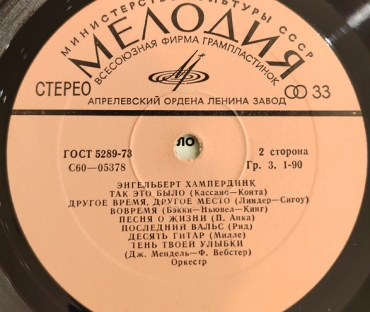 МИНИСТЕРСТВО КУЛЬТУРЫ СССР
МЕЛОДИЯ
ВСЕСОЮЗНАЯ ФИРМА ГРАМПЛАСТИНОК
СТЕРЕО
33
АПРЕЛЕВСКИЙ ОРДЕНА ЛЕНИНА ЗАВОД
ГОСТ 5289-73
2 сторона
С60—05378
Гр. 3. 1-90
ЭНГЕЛЬБЕРТ ХАМПЕРДИНК
ТАК ЭТО БЫЛО (Кассано—Конта)
ДРУГОЕ ВРЕМЯ, ДРУГОЕ МЕСТО (Линдер—Сигоу)
ВОВРЕМЯ (Бэкки—Ньювел—Кинг)
ПЕСНЯ О ЖИЗНИ (П. Анка)
ПОСЛЕДНИЙ ВАЛЬС (Рид)
ДЕСЯТЬ ГИТАР (Миллс)
ТЕНЬ ТВОЕЙ УЛЫБКИ
(Дж. Мендель—Ф. Вебстер)
Оркестр